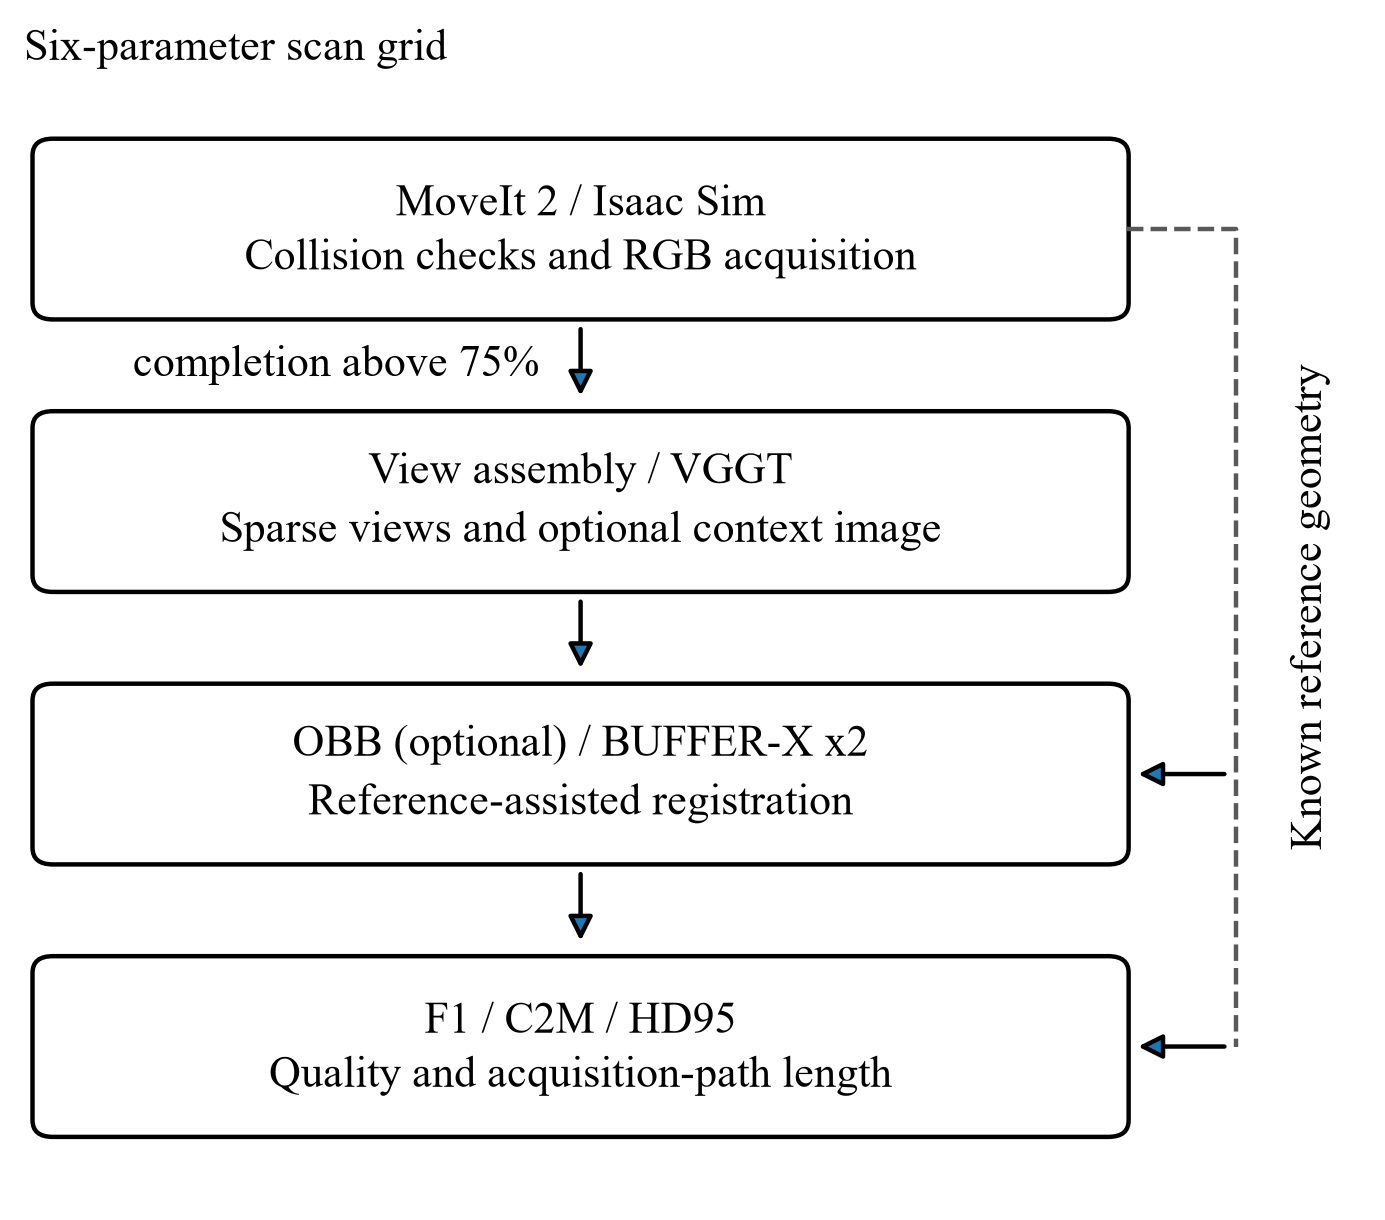 Six-parameter scan grid
MoveIt 2 / Isaac Sim
Collision checks and RGB acquisition
completion above 75%
View assembly / VGGT
Sparse views and optional context image
OBB (optional) / BUFFER-X x2
Reference-assisted registration
F1 / C2M / HD95
Quality and acquisition-path length
Known reference geometry